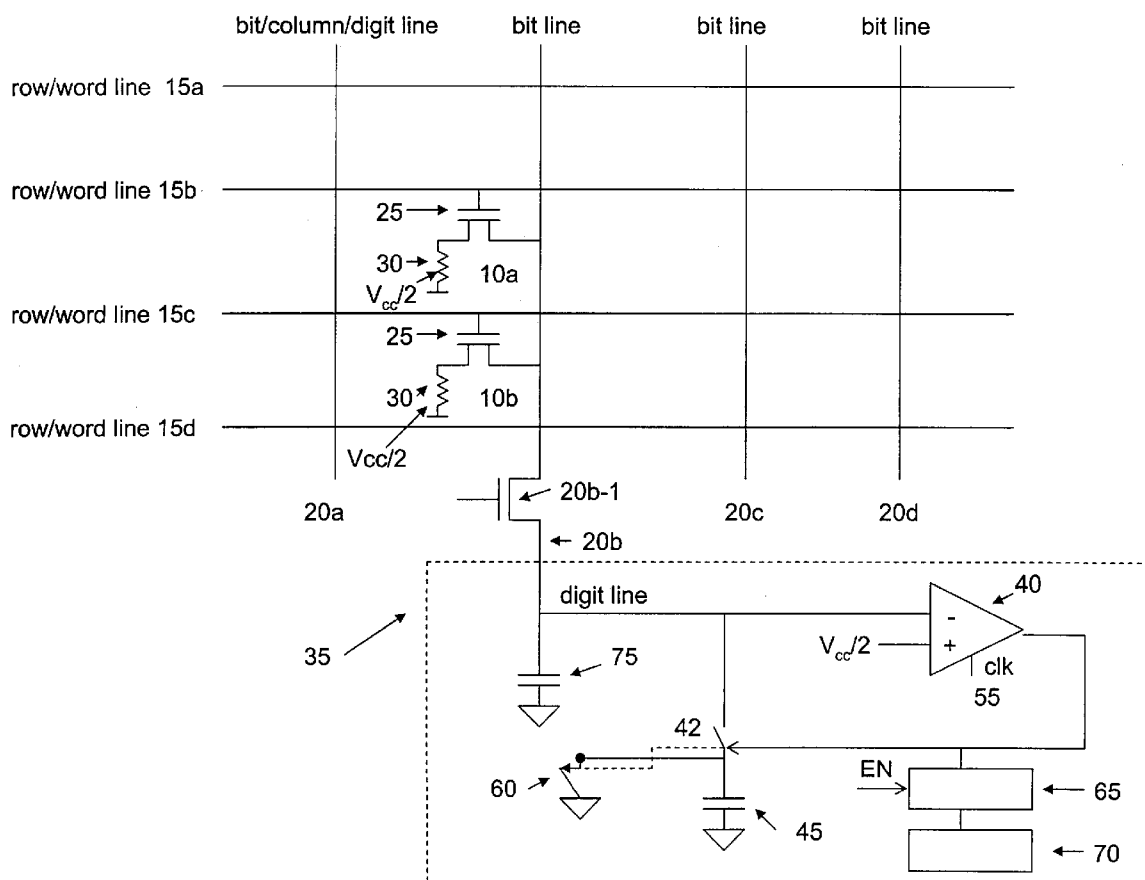 bit/column/digit line bit line bit line bit line
row/word line 15a
row/word line 15b
25
30
10a
V_cc/2
row/word line 15c
25
30
10b
row/word line 15d
Vcc/2
20b-1
20a 20c 20d
20b
40
digit line
-
35
V_cc/2 +
75
clk
55
42
EN
60
65
45
70